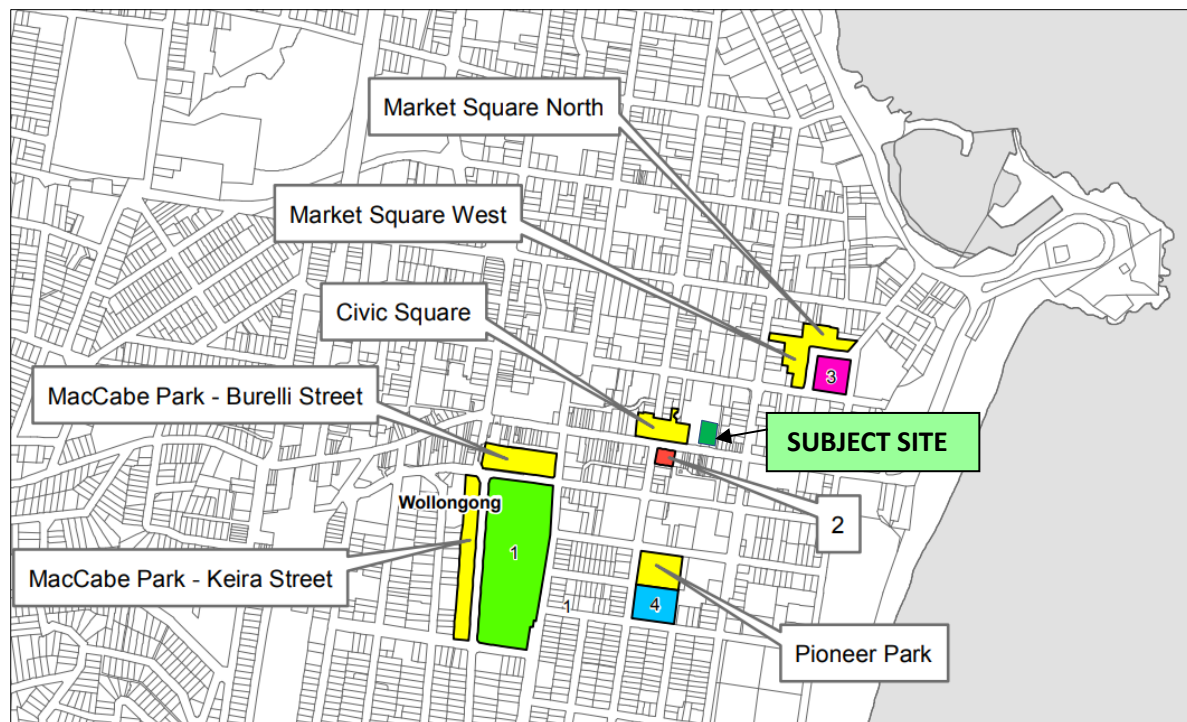 Market Square North
Market Square West
Civic Square
3
MacCabe Park - Burelli Street
SUBJECT SITE
Wollongong
2
1
MacCabe Park - Keira Street
1
4
Pioneer Park